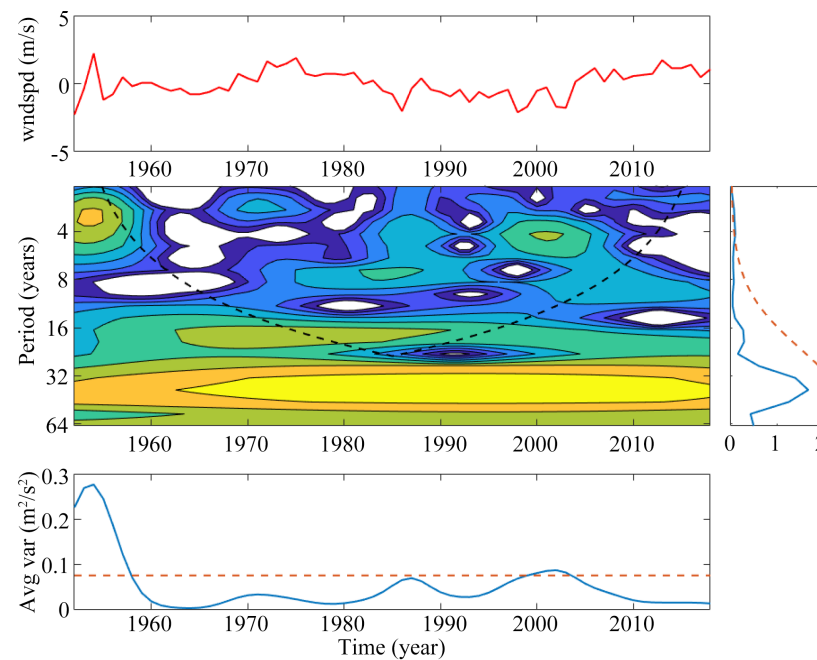 wndspd (m/s)
5
0
-5
1960 1970 1980 1990 2000 2010
Period (years)
4
8
16
32
64
1960 1970 1980 1990 2000 2010
0 1 2
Avg var (m²/s²)
0.3
0.2
0.1
0
1960 1970 1980 1990 2000 2010
Time (year)